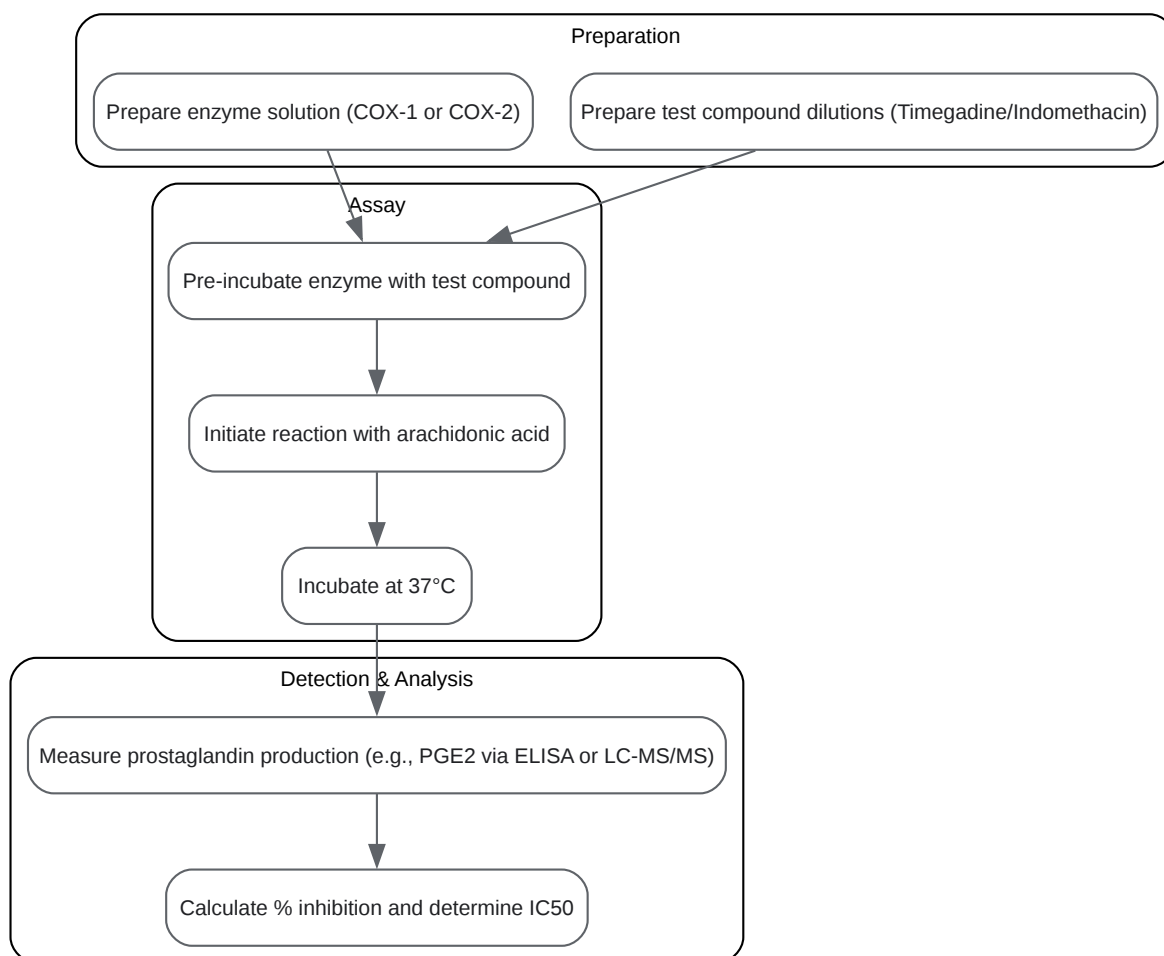 Preparation
Prepare enzyme solution (COX-1 or COX-2)
Prepare test compound dilutions (Timegadine/Indomethacin)
Assay
Pre-incubate enzyme with test compound
Initiate reaction with arachidonic acid
Incubate at 37°C
Detection & Analysis
Measure prostaglandin production (e.g., PGE2 via ELISA or LC-MS/MS)
Calculate % inhibition and determine IC50